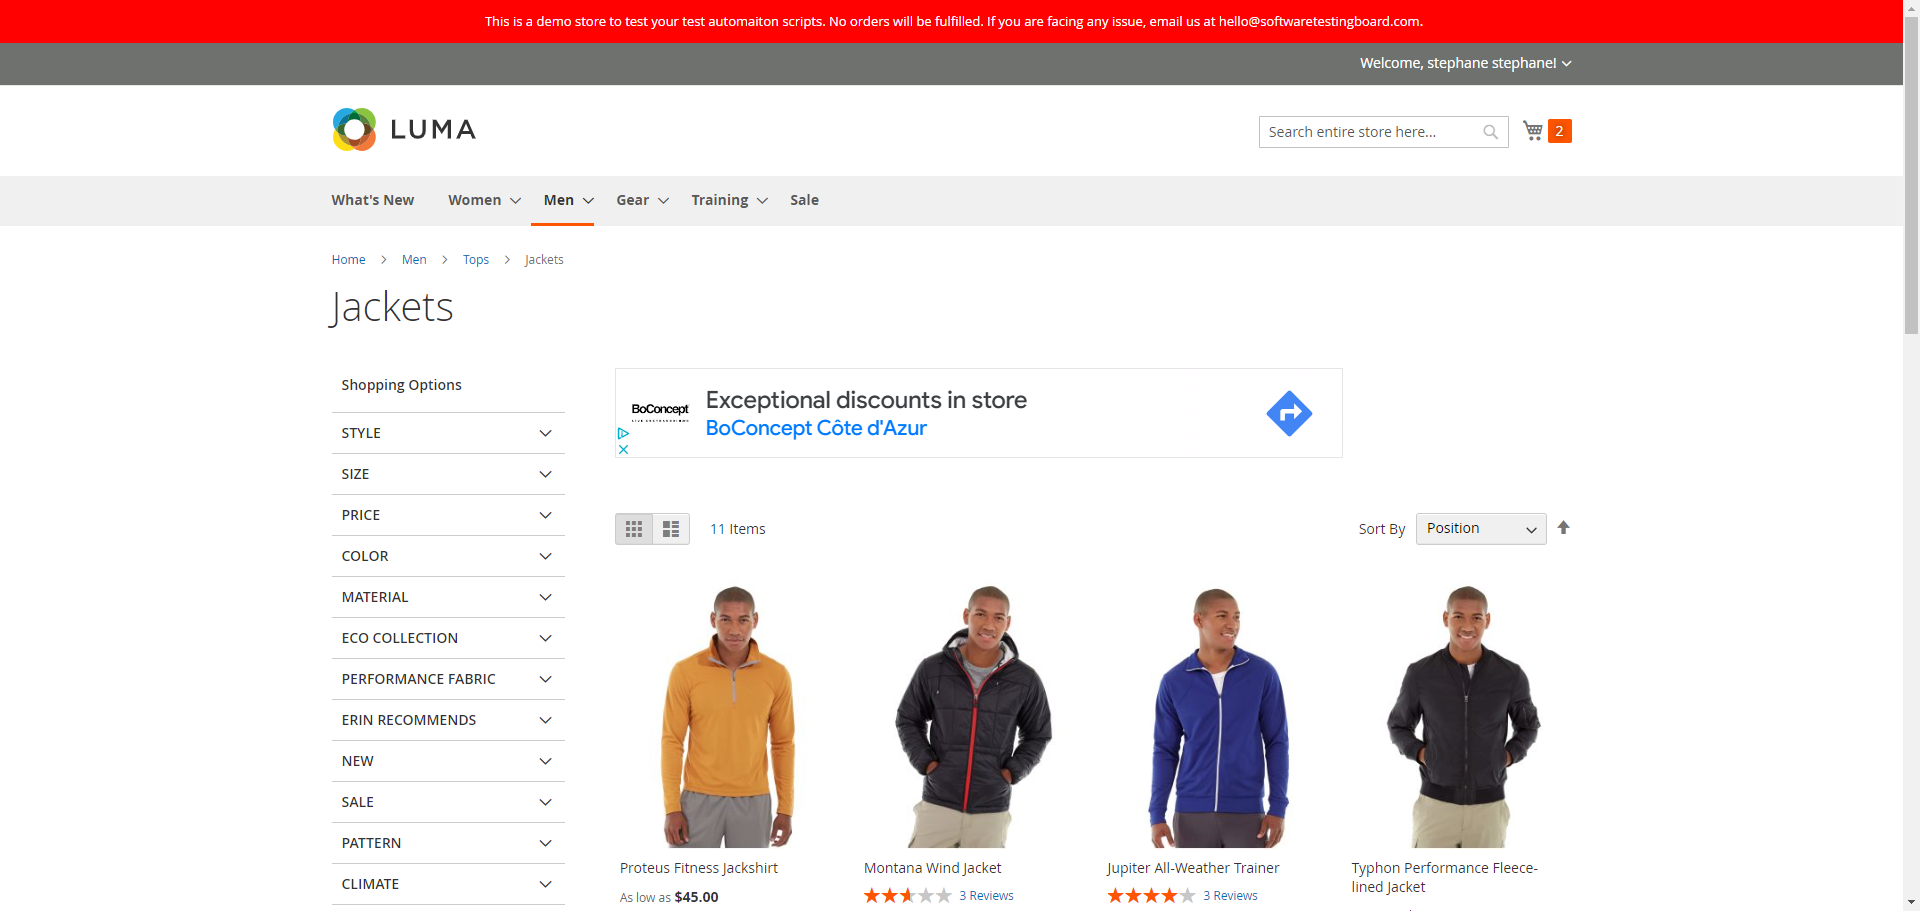 This is a demo store to test your test automaiton scripts. No orders will be fulfilled. If you are facing any issue, email us at hello@softwaretestingboard.com.
Welcome, stephane stephane!
LUMA
Search entire store here...
2
What's New
Women
Men
Gear
Training
Sale
Home
Men
Tops
Jackets
Jackets
Shopping Options
STYLE
SIZE
PRICE
COLOR
MATERIAL
ECO COLLECTION
PERFORMANCE FABRIC
ERIN RECOMMENDS
NEW
SALE
PATTERN
CLIMATE
BoConcept
Exceptional discounts in store
BoConcept Côte d'Azur
11 Items
Sort By
Position
Proteus Fitness Jackshirt
As low as $45.00
Montana Wind Jacket
3 Reviews
Jupiter All-Weather Trainer
3 Reviews
Typhon Performance Fleece-
lined Jacket